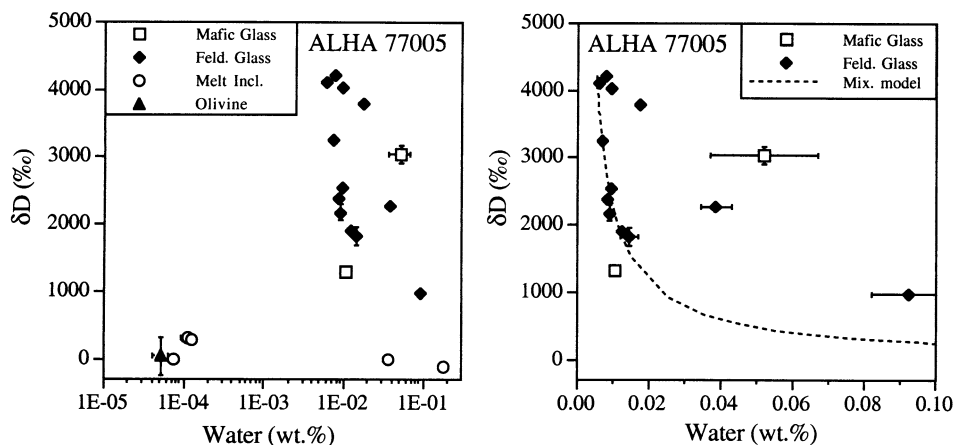 5000
4000
3000
2000
1000
0
δD (‰)
Mafic Glass
Feld. Glass
Melt Incl.
Olivine
ALHA 77005
1E-05 1E-04 1E-03 1E-02 1E-01
Water (wt.%)
5000
4000
3000
2000
1000
0
δD (‰)
ALHA 77005
Mafic Glass
Feld. Glass
Mix. model
0.00 0.02 0.04 0.06 0.08 0.10
Water (wt.%)